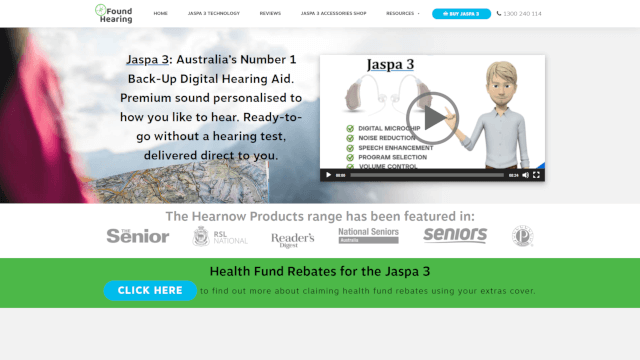 Found Hearing
HOME
JASPA 3 TECHNOLOGY
REVIEWS
JASPA 3 ACCESSORIES SHOP
RESOURCES
BUY JASPA 3
1300 240 114
Jaspa 3: Australia's Number 1
Back-Up Digital Hearing Aid.
Premium sound personalised to
how you like to hear. Ready-to-
go without a hearing test,
delivered direct to you.
Jaspa 3
DIGITAL MICROCHIP
NOISE REDUCTION
SPEECH ENHANCEMENT
PROGRAM SELECTION
VOLUME CONTROL
00:00
00:24
The Hearnow Products range has been featured in:
THE Senior
RSL NATIONAL
Reader's Digest
National Seniors Australia
seniors
Health Fund Rebates for the Jaspa 3
CLICK HERE to find out more about claiming health fund rebates using your extras cover.